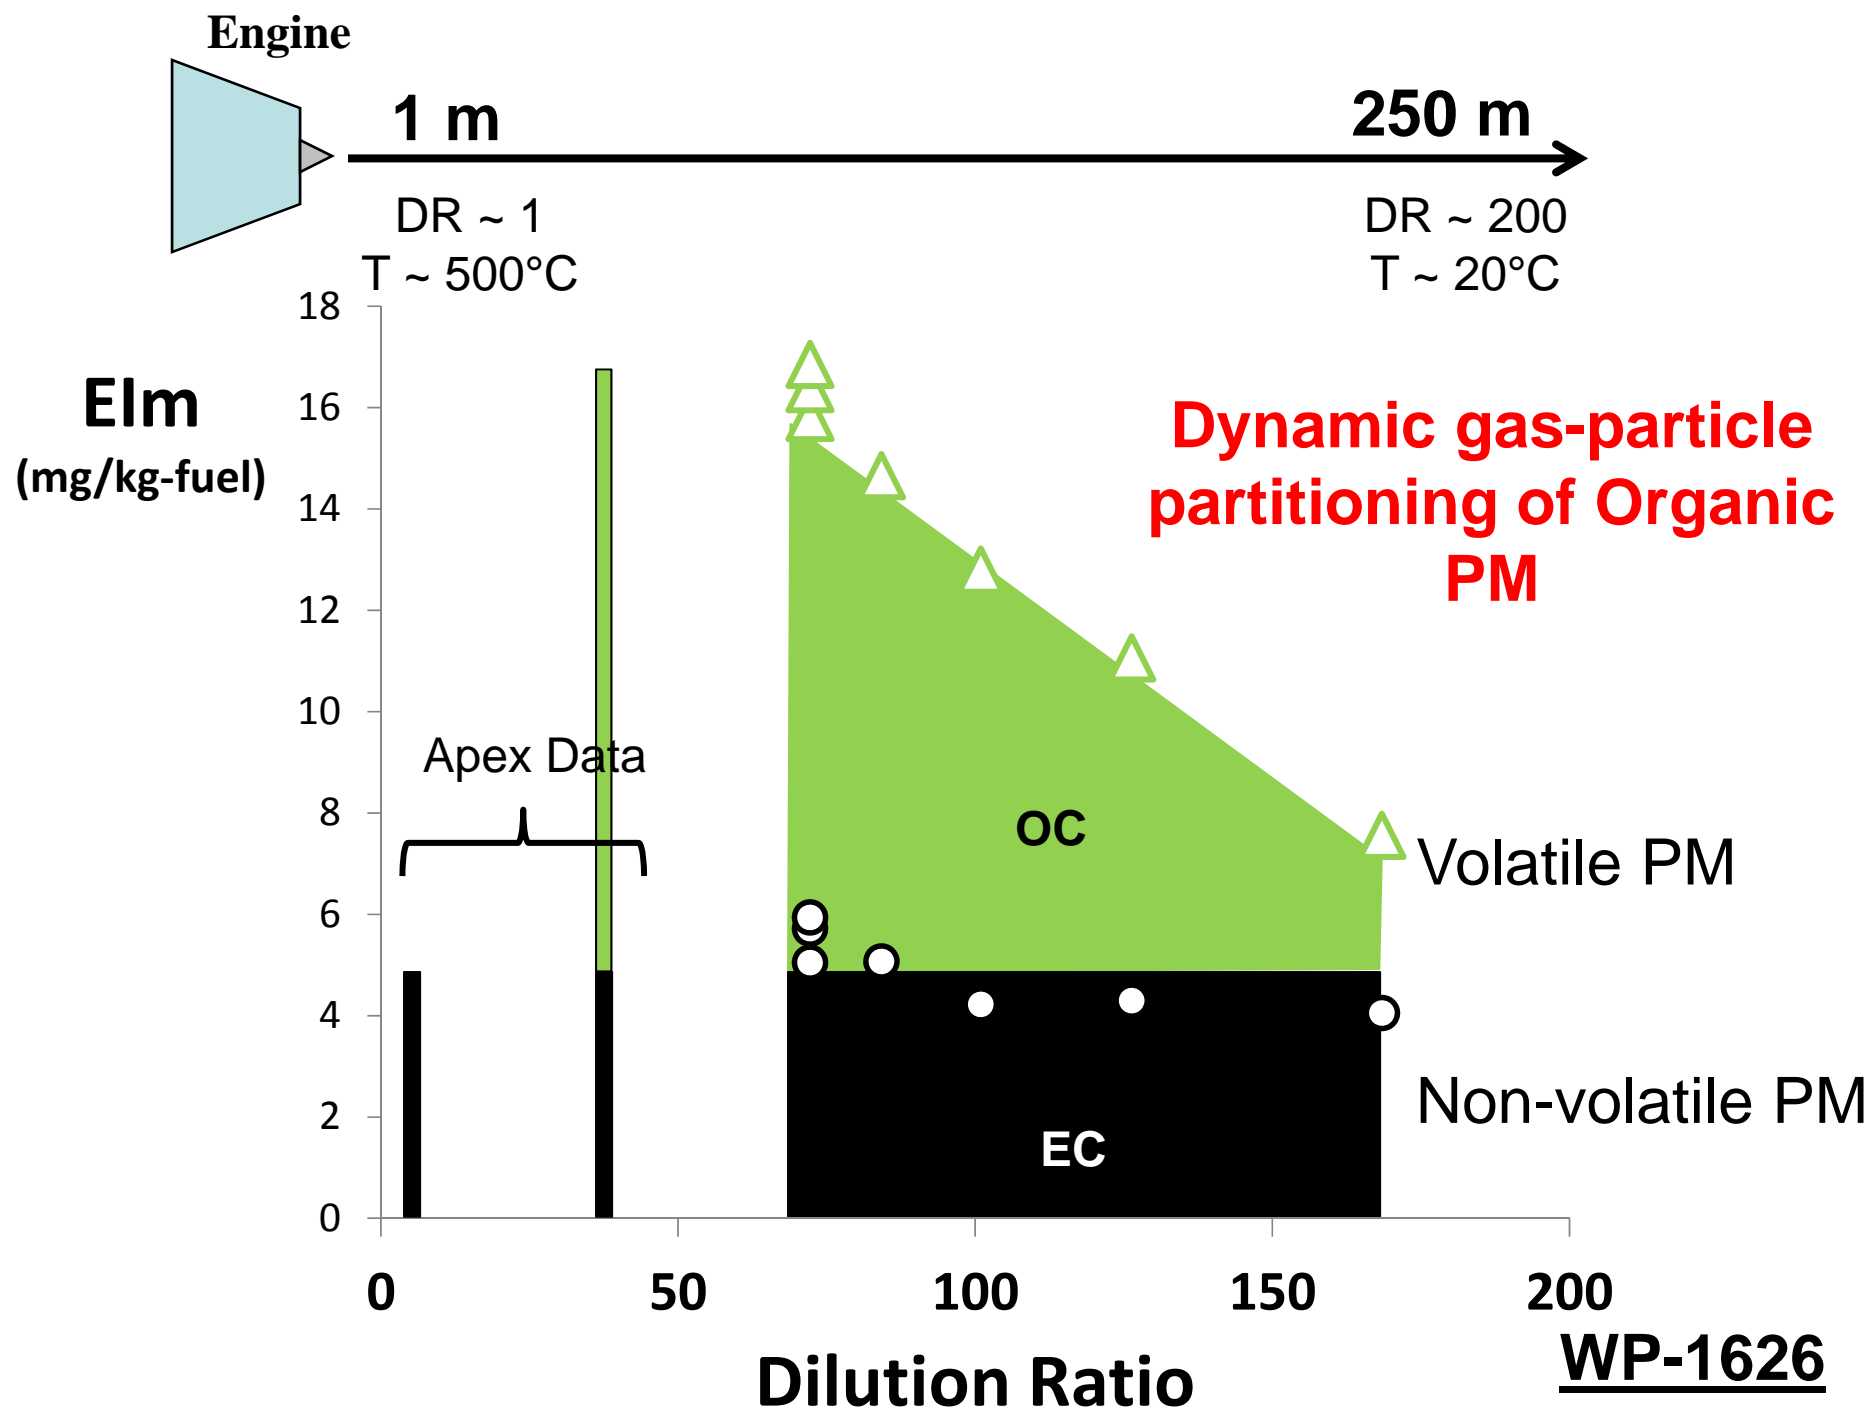 Engine
1 m
250 m
DR ~ 1
T ~ 500°C
DR ~ 200
T ~ 20°C
EIm
(mg/kg-fuel)
18
16
14
12
10
8
6
4
2
0
Dynamic gas-particle
partitioning of Organic
PM
Apex Data
OC
Volatile PM
EC
Non-volatile PM
0
50
100
150
200
Dilution Ratio
WP-1626